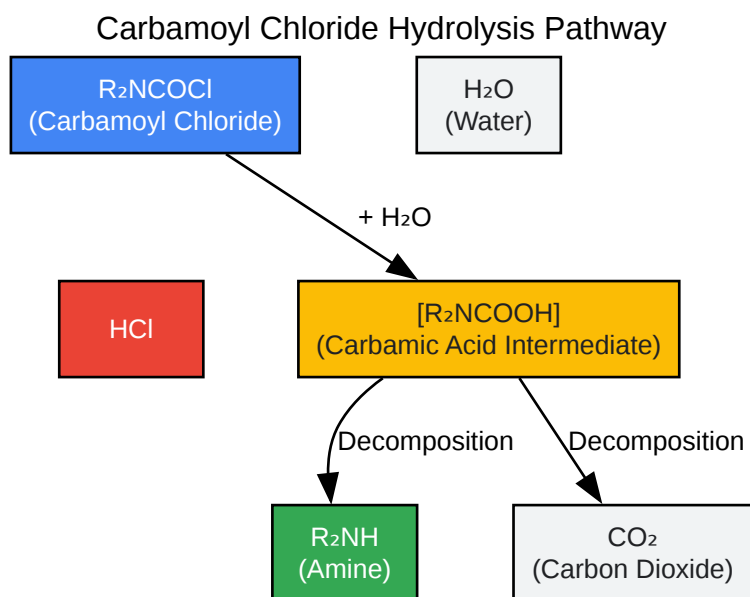 Carbamoyl Chloride Hydrolysis Pathway
R₂NCOCl
(Carbamoyl Chloride)
H₂O
(Water)
+ H₂O
HCl
[R₂NCOOH]
(Carbamic Acid Intermediate)
Decomposition
Decomposition
R₂NH
(Amine)
CO₂
(Carbon Dioxide)